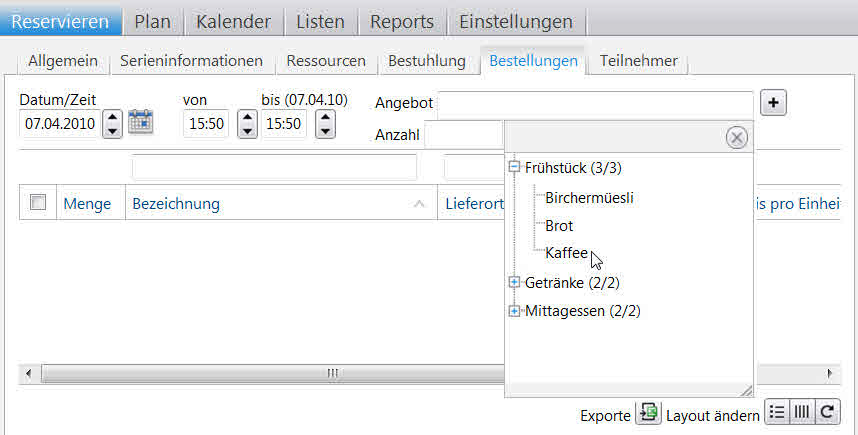 Reservieren Plan Kalender Listen Reports Einstellungen
Allgemein Serieninformationen Ressourcen Bestuhlung Bestellungen Teilnehmer
Datum/Zeit von bis (07.04.10) Angebot
07.04.2010 15:50 15:50
Anzahl
Menge Bezeichnung Lieferort is pro Einheit
Frühstück (3/3)
Birchermüesli
Brot
Kaffee
Getränke (2/2)
Mittagessen (2/2)
Exporte Layout ändern